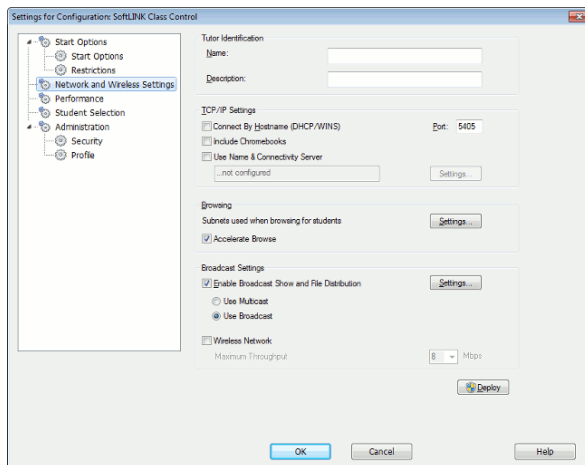 Settings for Configuration: SoftLINK Class Control
Start Options
Start Options
Restrictions
Network and Wireless Settings
Performance
Student Selection
Administration
Security
Profile
Tutor Identification
Name:
Description:
TCP/IP Settings
Connect By Hostname (DHCP/WINS)
Port: 5405
Include Chromebooks
Use Name & Connectivity Server
...not configured
Settings...
Browsing
Subnets used when browsing for students
Settings...
Accelerate Browse
Broadcast Settings
Enable Broadcast Show and File Distribution
Settings...
Use Multicast
Use Broadcast
Wireless Network
Maximum Throughput
8 Mbps
Deploy
OK
Cancel
Help